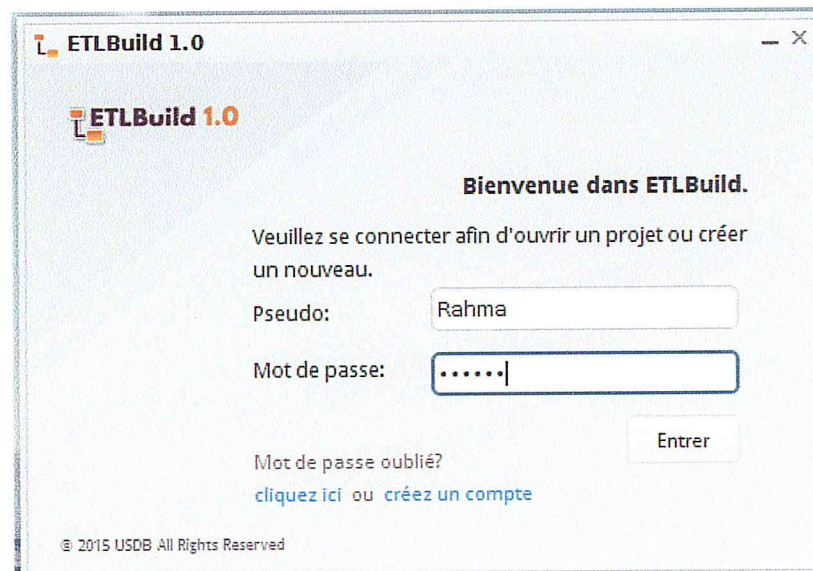 ETLBuild 1.0
ETLBuild 1.0
Bienvenue dans ETLBuild.
Veuillez se connecter afin d'ouvrir un projet ou créer
un nouveau.
Pseudo: Rahma
Mot de passe: ••••••
Entrer
Mot de passe oublié?
cliquez ici ou créez un compte
© 2015 USDB All Rights Reserved